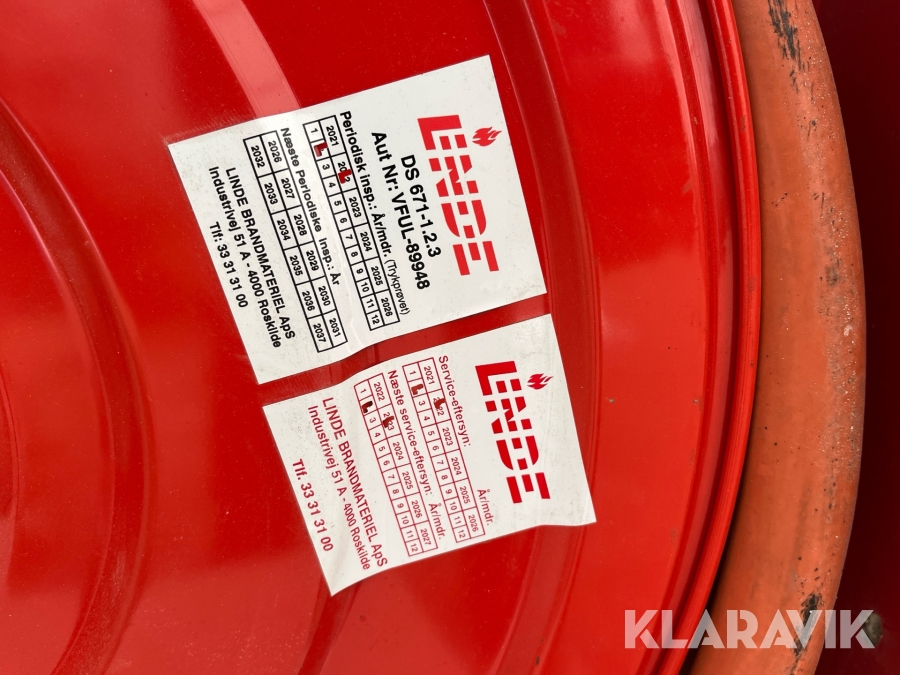 LINDE
DS 671-1.2.3
Aut Nr: VFUL-89948
Periodisk insp.: År/mdr. (Trykprøvet)
2021 2022 2023 2024 2025 2026
1 L 3 4 5 6 7 8 9 10 11 12
Næste Periodiske insp.: År
2026 2027 2028 2029 2030 2031
2032 2033 2034 2035 2036 2037
LINDE BRANDMATERIEL ApS
Industrivej 51 A - 4000 Roskilde
Tlf: 33 31 31 00
LINDE
Service-eftersyn: År/mdr.
2021 2022 2023 2024 2025 2026
1 L 3 4 5 6 7 8 9 10 11 12
Næste service-eftersyn: År/mdr.
2022 2023 2024 2025 2026 2027
1 L 3 4 5 6 7 8 9 10 11 12
LINDE BRANDMATERIEL ApS
Industrivej 51 A - 4000 Roskilde
Tlf. 33 31 31 00
KLARAVIK